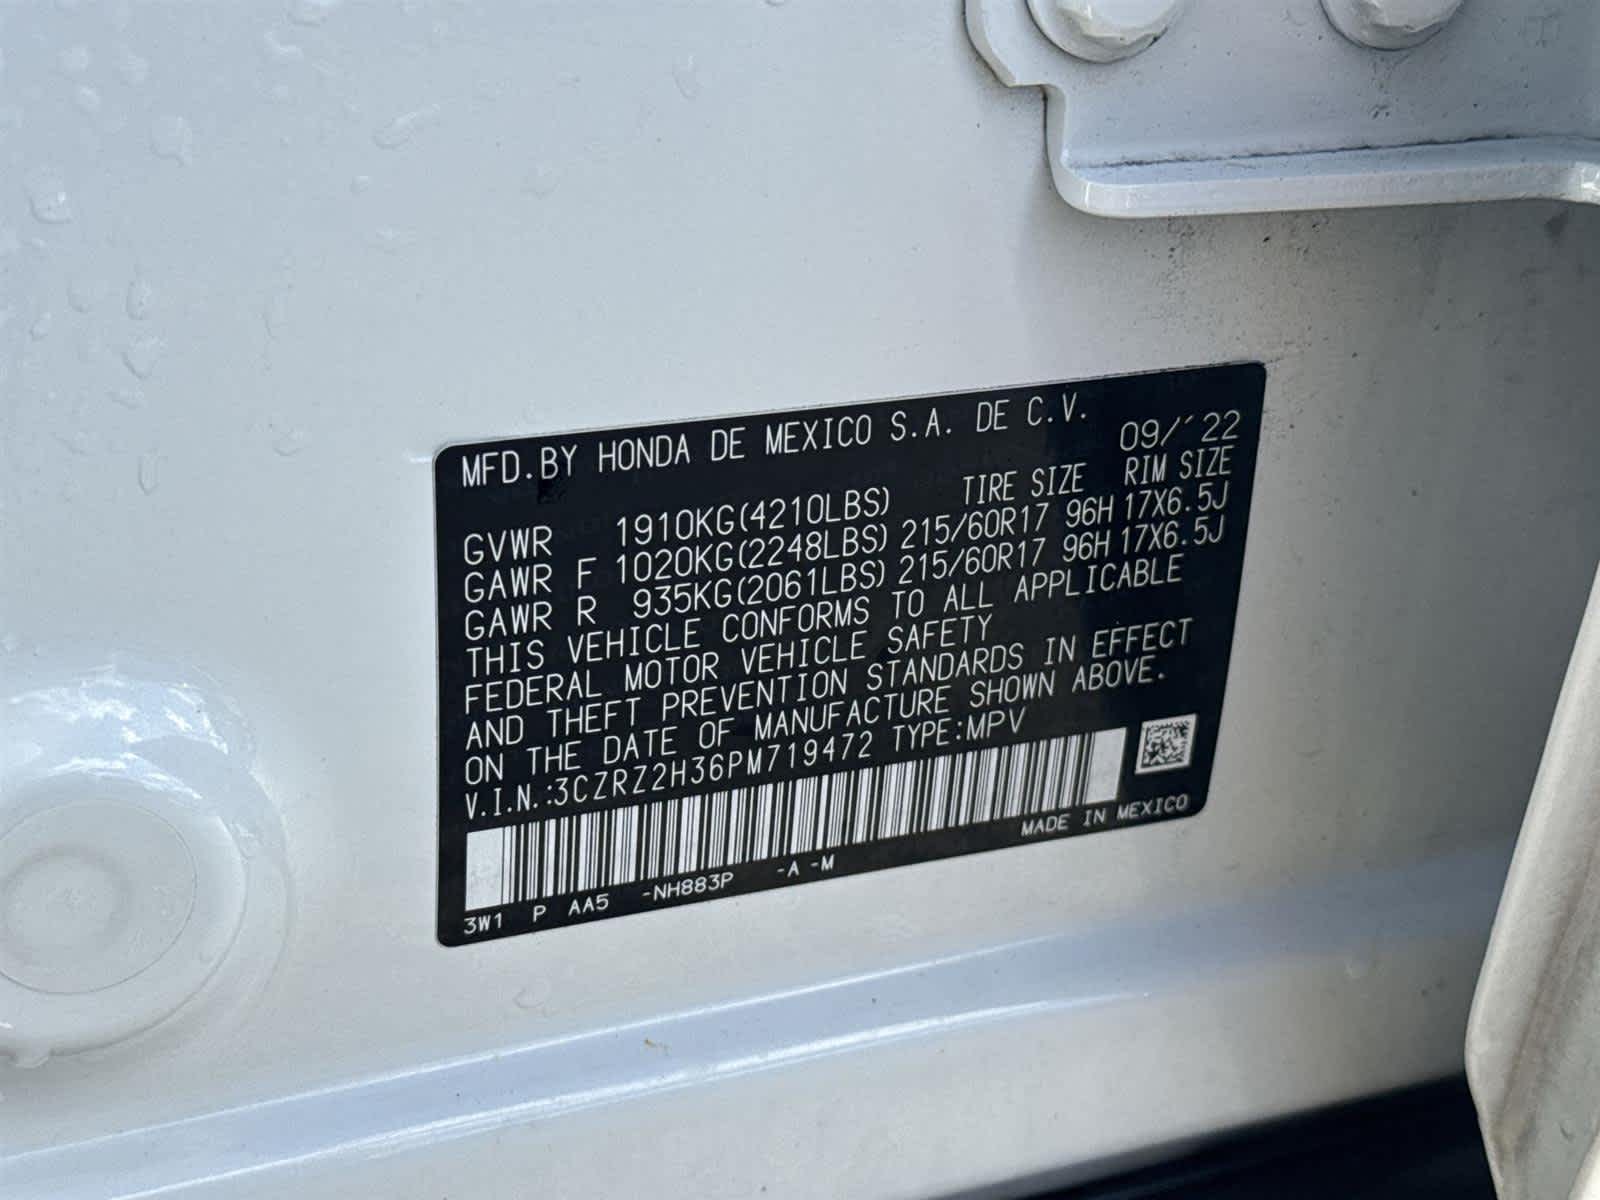 MFD.BY HONDA DE MEXICO S.A. DE C.V.
09/´22
TIRE SIZE RIM SIZE
GVWR 1910KG(4210LBS)
GAWR F 1020KG(2248LBS) 215/60R17 96H 17X6.5J
GAWR R 935KG(2061LBS) 215/60R17 96H 17X6.5J
THIS VEHICLE CONFORMS TO ALL APPLICABLE
FEDERAL MOTOR VEHICLE SAFETY
AND THEFT PREVENTION STANDARDS IN EFFECT
ON THE DATE OF MANUFACTURE SHOWN ABOVE.
V.I.N.:3CZRZ2H36PM719472 TYPE:MPV
MADE IN MEXICO
3W1 P AA5 -NH883P -A -M